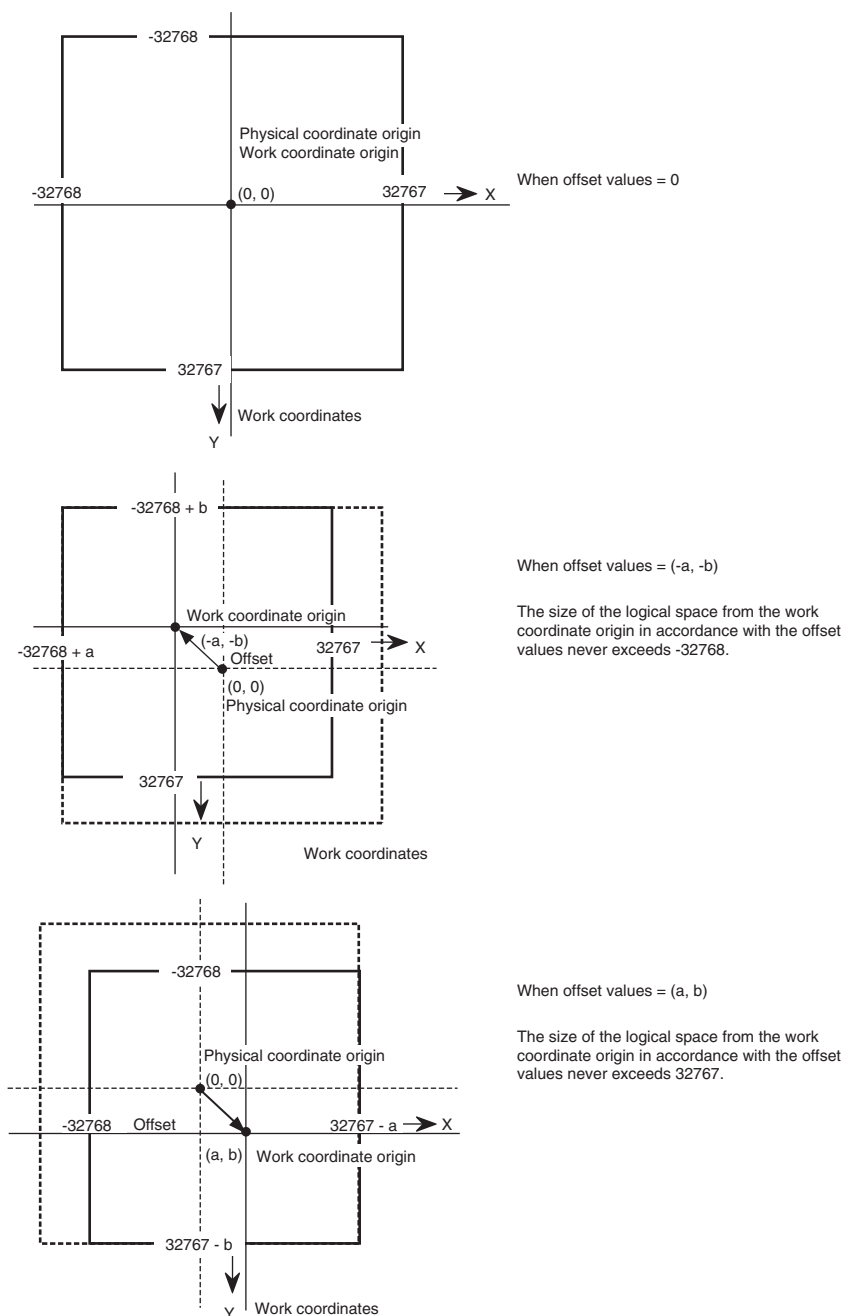 -32768
Physical coordinate origin
Work coordinate origin
-32768
(0, 0)
32767
X
When offset values = 0
32767
Work coordinates
Y
-32768 + b
When offset values = (-a, -b)
Work coordinate origin
The size of the logical space from the work
coordinate origin in accordance with the offset
values never exceeds -32768.
(-a, -b)
-32768 + a
32767
X
Offset
(0, 0)
Physical coordinate origin
32767
Y
Work coordinates
-32768
When offset values = (a, b)
The size of the logical space from the work
coordinate origin in accordance with the offset
values never exceeds 32767.
Physical coordinate origin
(0, 0)
-32768
Offset
32767 - a
X
(a, b)
Work coordinate origin
32767 - b
Y
Work coordinates